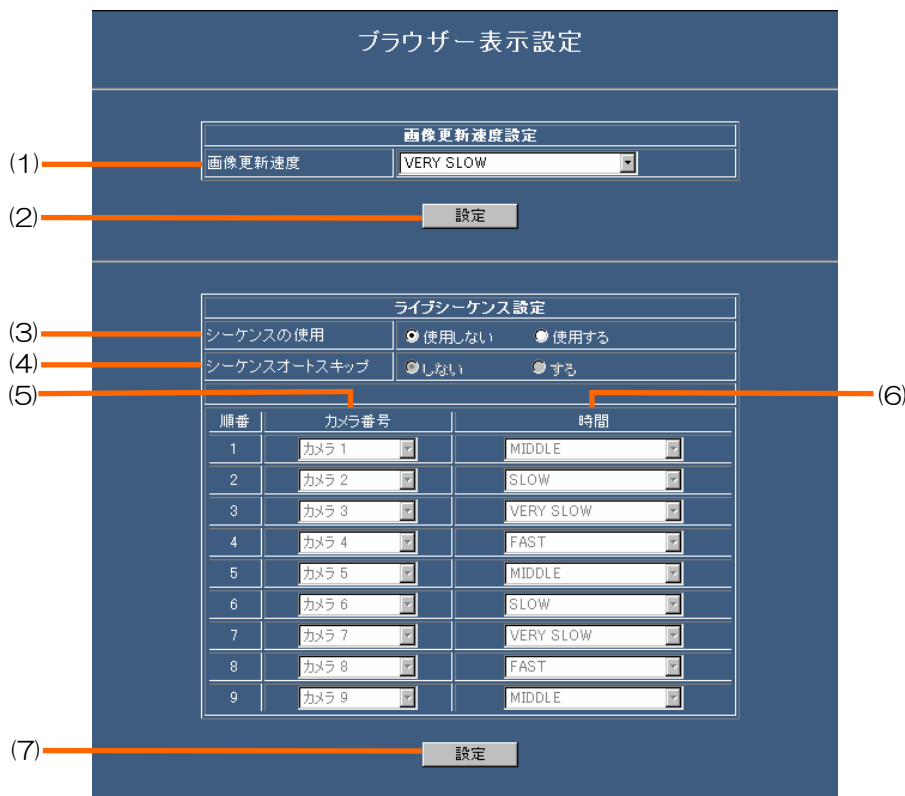 ブラウザー表示設定
画像更新速度設定
(1) 画像更新速度 VERY SLOW
(2) 設定
ライブシーケンス設定
(3) シーケンスの使用 使用しない 使用する
(4) シーケンスオートスキップ しない する
(5) (6)
順番 カメラ番号 時間
1 カメラ 1 MIDDLE
2 カメラ 2 SLOW
3 カメラ 3 VERY SLOW
4 カメラ 4 FAST
5 カメラ 5 MIDDLE
6 カメラ 6 SLOW
7 カメラ 7 VERY SLOW
8 カメラ 8 FAST
9 カメラ 9 MIDDLE
(7) 設定